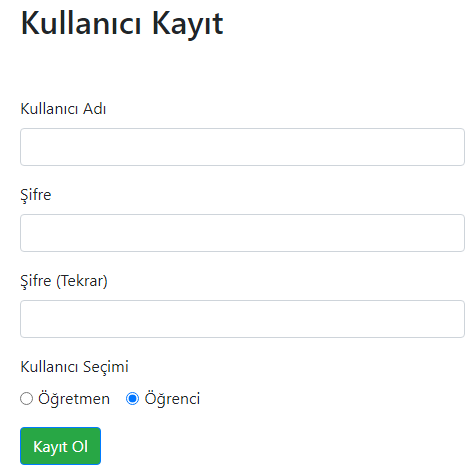 Kullanıcı Kayıt
Kullanıcı Adı
Şifre
Şifre (Tekrar)
Kullanıcı Seçimi
Öğretmen Öğrenci
Kayıt Ol